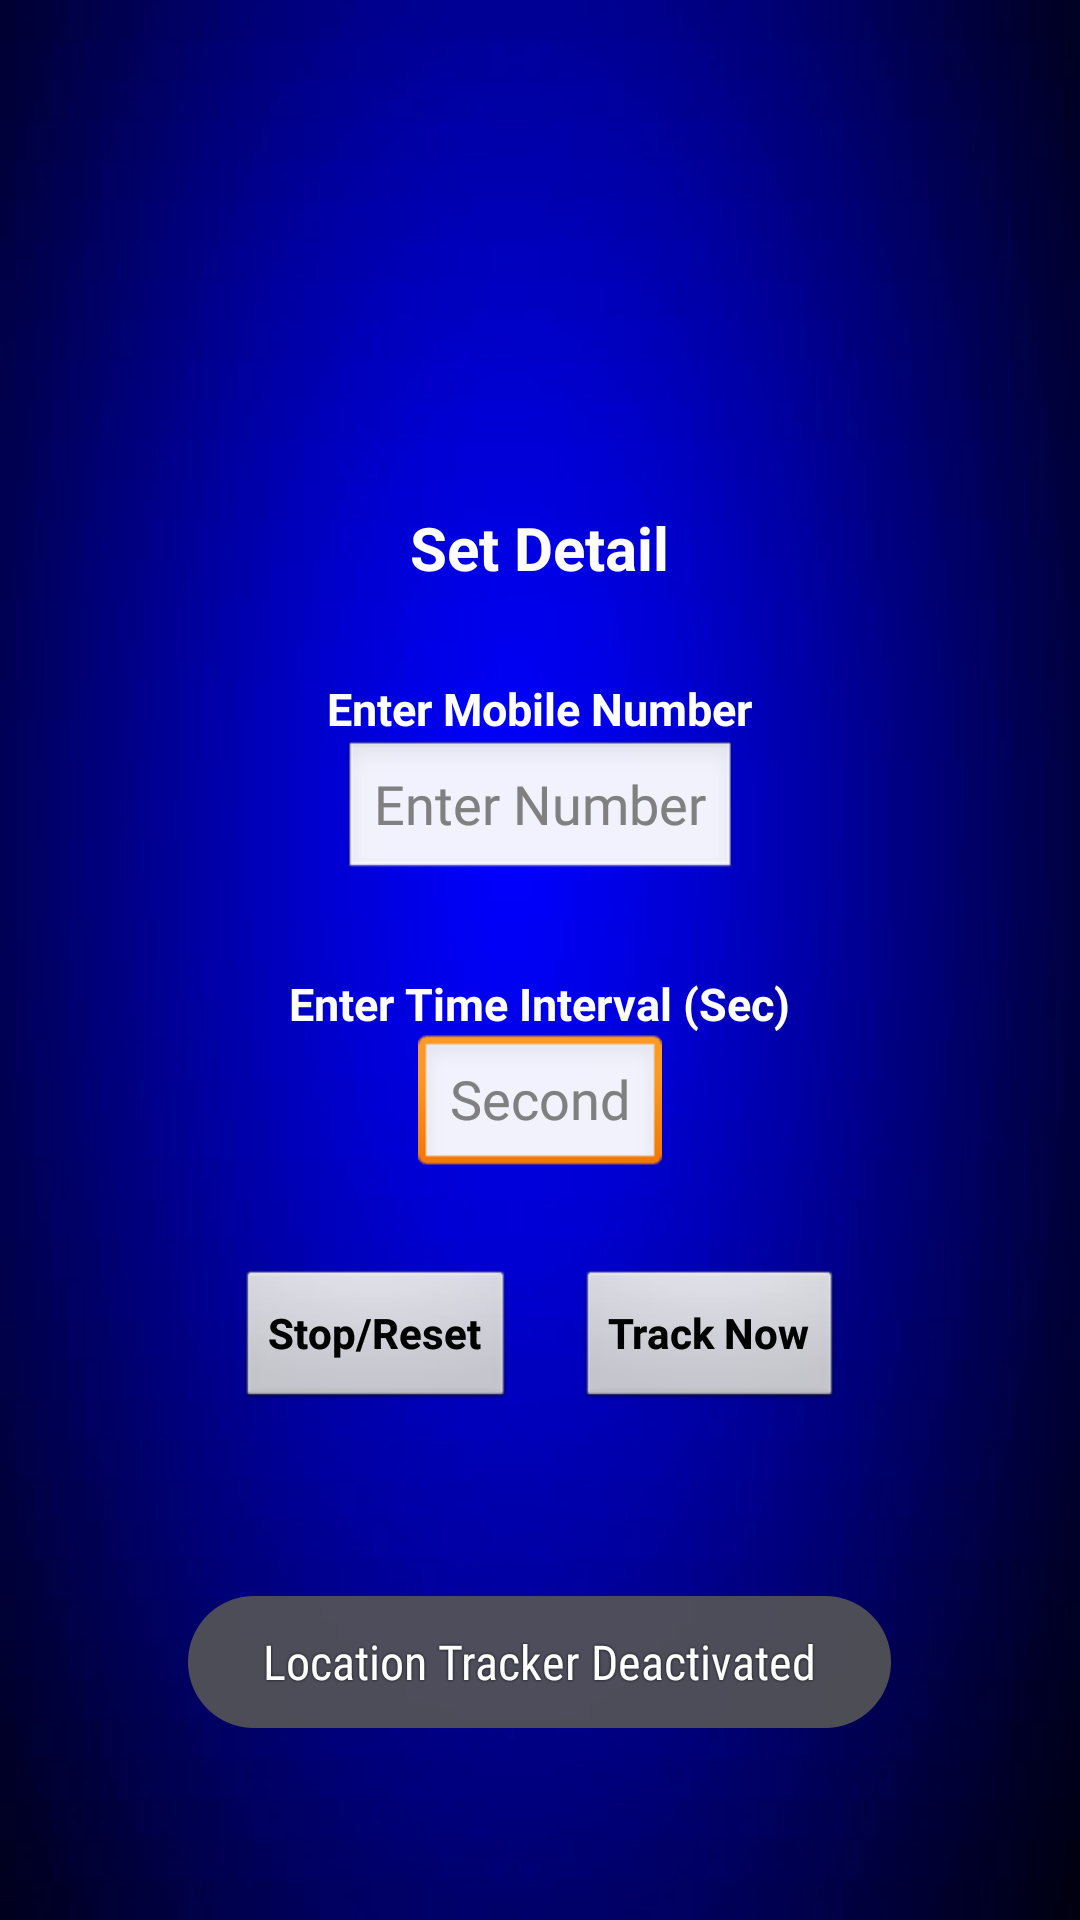 Set Detail
Enter Mobile Number
Enter Number
Enter Time Interval (Sec)
Second
Stop/Reset
Track Now
Location Tracker Deactivated